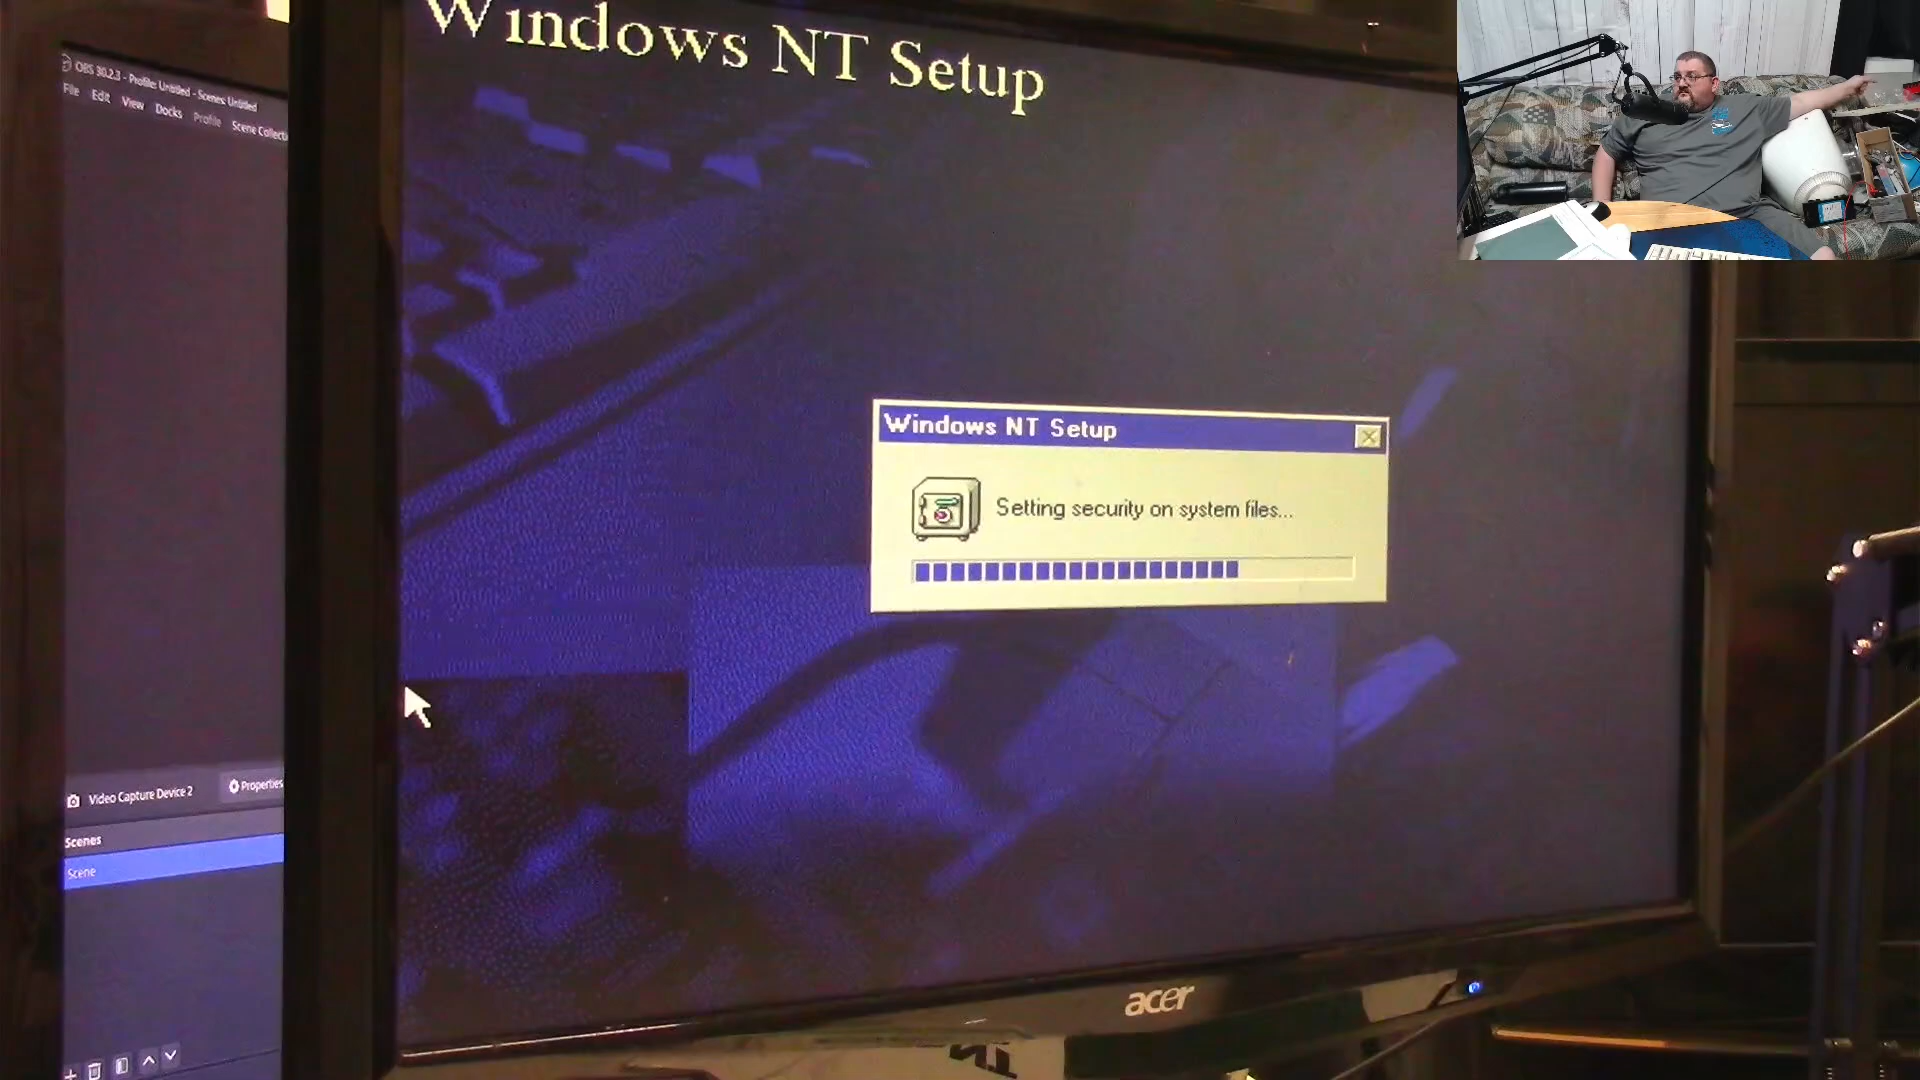 Windows NT Setup
OBS 30.2.3 - Profile: Untitled - Scenes: Untitled
File Edit View Docks Profile Scene Collecti
Windows NT Setup
Setting security on system files...
Video Capture Device 2
Properties
Scenes
Scene
acer